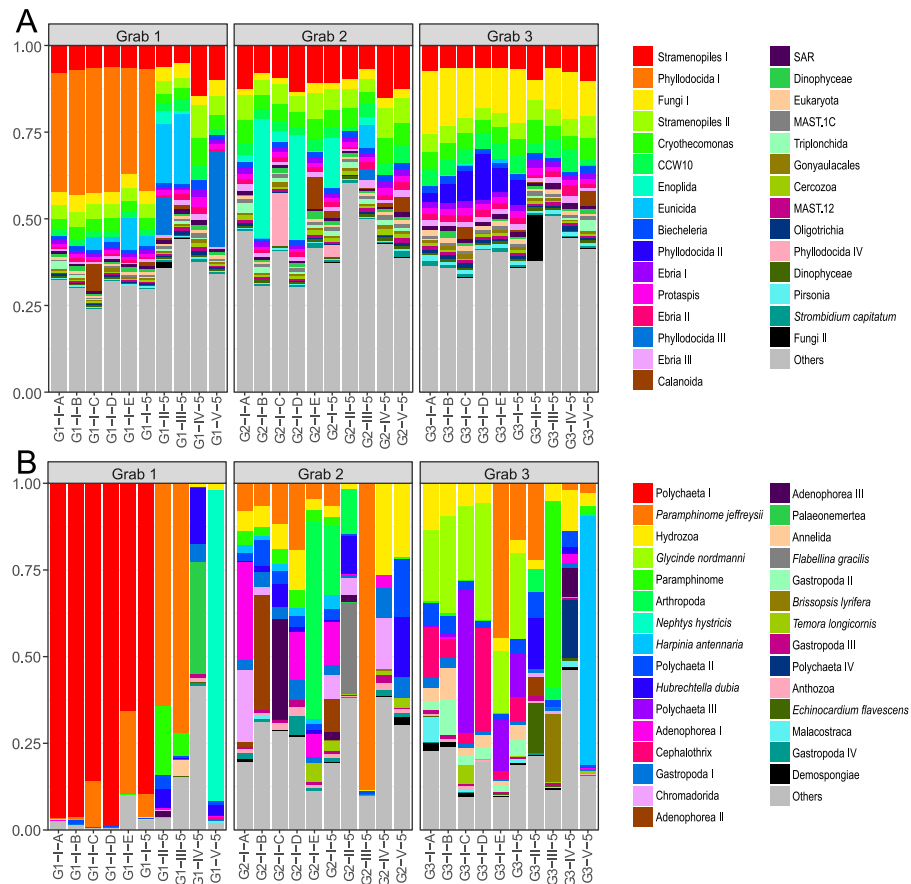 A
Grab 1
Grab 2
Grab 3
1.00
0.75
0.50
0.25
0.00
G1-I-A
G1-I-B
G1-I-C
G1-I-D
G1-I-E
G1-I-5
G1-II-5
G1-III-5
G1-IV-5
G1-V-5
G2-I-A
G2-I-B
G2-I-C
G2-I-D
G2-I-E
G2-I-5
G2-II-5
G2-III-5
G2-IV-5
G2-V-5
G3-I-A
G3-I-B
G3-I-C
G3-I-D
G3-I-E
G3-I-5
G3-II-5
G3-III-5
G3-IV-5
G3-V-5
Stramenopiles I
Phyllodocida I
Fungi I
Stramenopiles II
Cryothecomonas
CCW10
Enoplida
Eunicida
Biecheleria
Phyllodocida II
Ebria I
Protaspis
Ebria II
Phyllodocida III
Ebria III
Calanoida
SAR
Dinophyceae
Eukaryota
MAST.1C
Triplonchida
Gonyaulacales
Cercozoa
MAST.12
Oligotrichia
Phyllodocida IV
Dinophyceae
Pirsonia
Strombidium capitatum
Fungi II
Others
B
Grab 1
Grab 2
Grab 3
1.00
0.75
0.50
0.25
0.00
G1-I-A
G1-I-B
G1-I-C
G1-I-D
G1-I-E
G1-I-5
G1-II-5
G1-III-5
G1-IV-5
G1-V-5
G2-I-A
G2-I-B
G2-I-C
G2-I-D
G2-I-E
G2-I-5
G2-II-5
G2-III-5
G2-IV-5
G2-V-5
G3-I-A
G3-I-B
G3-I-C
G3-I-D
G3-I-E
G3-I-5
G3-II-5
G3-III-5
G3-IV-5
G3-V-5
Polychaeta I
Paramphinome jeffreysii
Hydrozoa
Glycinde nordmanni
Paramphinome
Arthropoda
Nephtys hystricis
Harpinia antennaria
Polychaeta II
Hubrechtella dubia
Polychaeta III
Adenophorea I
Cephalothrix
Gastropoda I
Chromadorida
Adenophorea II
Adenophorea III
Palaeonemertea
Annelida
Flabellina gracilis
Gastropoda II
Brissopsis lyrifera
Temora longicornis
Gastropoda III
Polychaeta IV
Anthozoa
Echinocardium flavescens
Malacostraca
Gastropoda IV
Demospongiae
Others